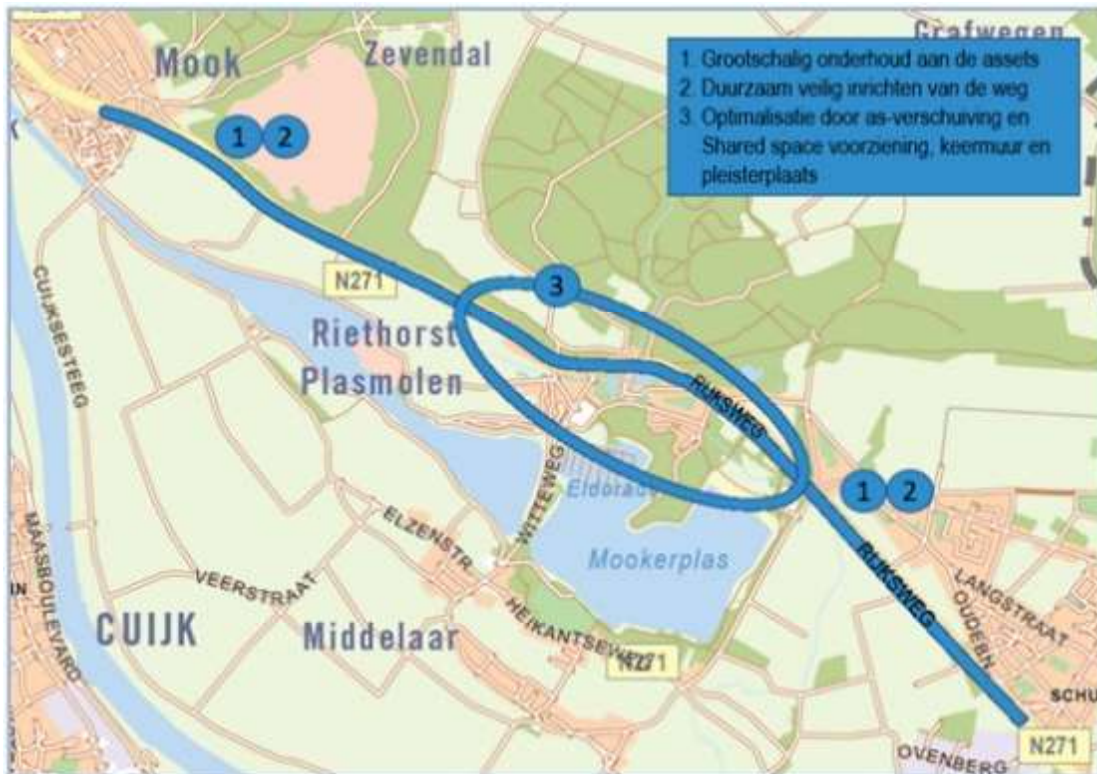 Mook
Zevendal
Grafwegen
1. Grootschalig onderhoud aan de assets
2. Duurzaam veilig inrichten van de weg
3. Optimalisatie door as-verschuiving en
Shared space voorziening, keermuur en
pleisterplaats
K
1 2
N271
3
CUIJKSESTEEG
Riethorst
Plasmolen
RIJKSWEG
1 2
Eldorado
WITTEWEG
ELZENSTR.
Mookerplas
RIJKSWEG
MAASBOULEVARD
IN
VEERSTRAAT
LANGSTRAAT
CUIJK
Middelaar
HEIKANTSEWEG
N271
SCHU
N271
OVENBERG